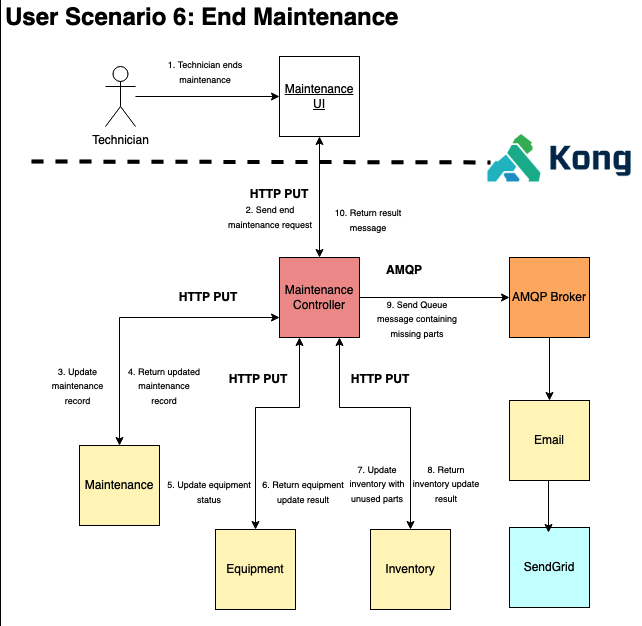 User Scenario 6: End Maintenance
1. Technician ends
maintenance
Maintenance
UI
Technician
Kong
HTTP PUT
2. Send end
maintenance request
10. Return result
message
Maintenance
Controller
AMQP
9. Send Queue
message containing
missing parts
AMQP Broker
HTTP PUT
3. Update
maintenance
record
4. Return updated
maintenance
record
HTTP PUT
HTTP PUT
Maintenance
5. Update equipment
status
6. Return equipment
update result
7. Update
inventory with
unused parts
8. Return
inventory update
result
Email
Equipment
Inventory
SendGrid